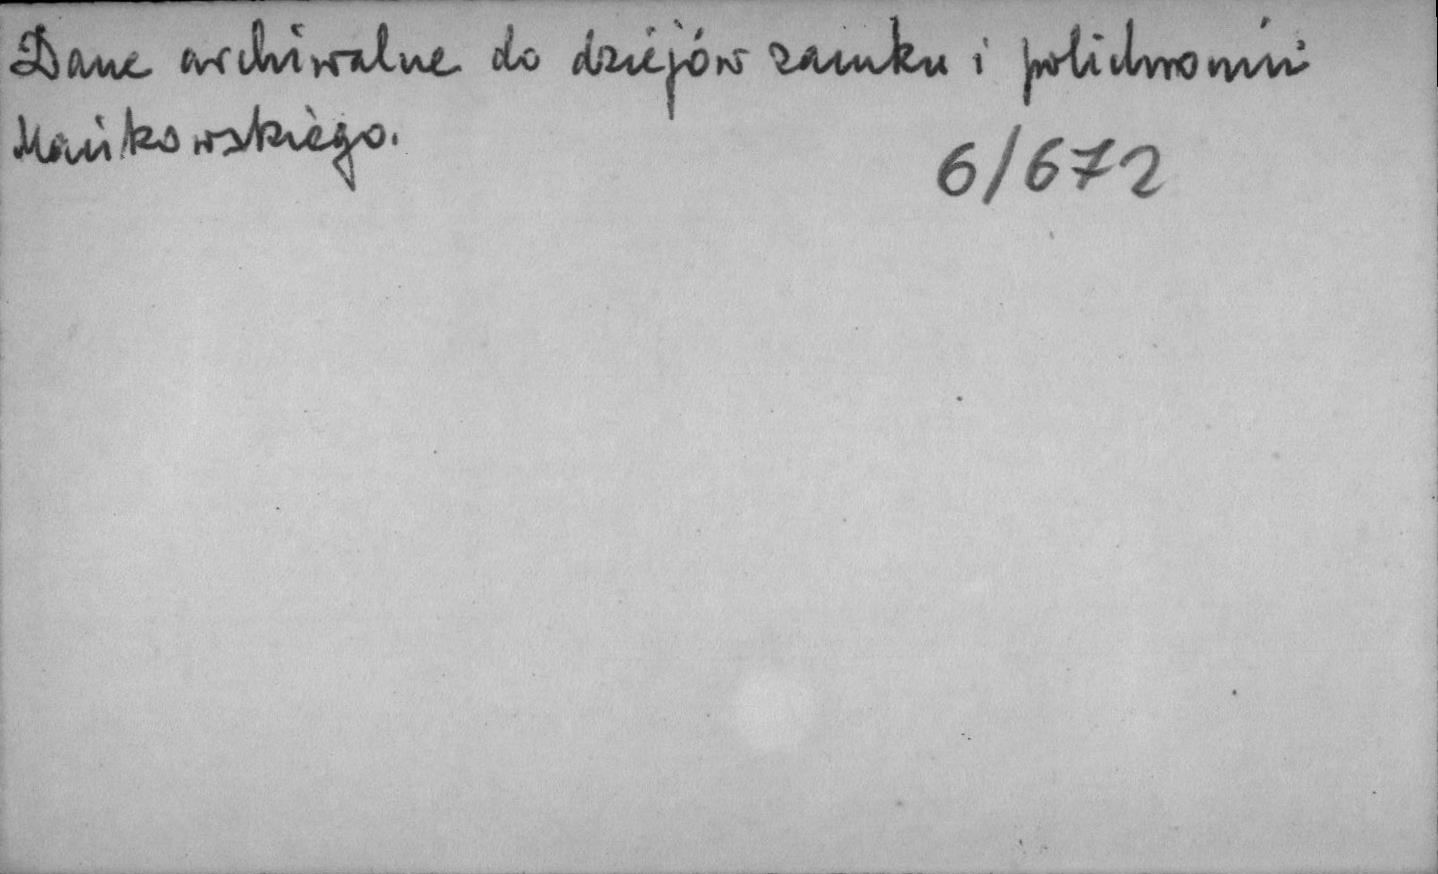 Dane archiwalne do dziejów zamku i polichromii
Mańkowskiego.
6/672